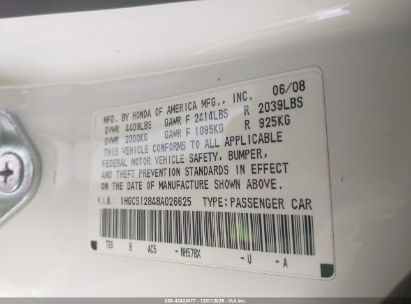 MFD. BY HONDA OF AMERICA MFG., INC. 06/08
GVWR 4409LBS GAWR F 2414LBS R 2039LBS
GVWR 2000KG GAWR F 1095KG R 925KG
THIS VEHICLE CONFORMS TO ALL APPLICABLE
FEDERAL MOTOR VEHICLE SAFETY, BUMPER,
AND THEFT PREVENTION STANDARDS IN EFFECT
ON THE DATE OF MANUFACTURE SHOWN ABOVE.
V.I.N.: 1HGCS12848A026625 TYPE: PASSENGER CAR
AC5 - NH578X - U - A